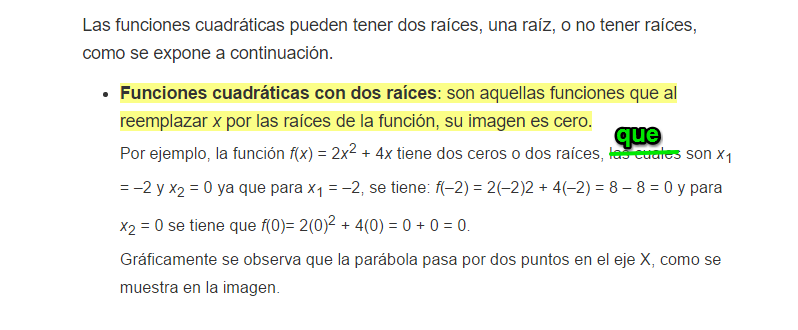 Las funciones cuadráticas pueden tener dos raíces, una raíz, o no tener raíces,
como se expone a continuación.
• Funciones cuadráticas con dos raíces: son aquellas funciones que al
reemplazar x por las raíces de la función, su imagen es cero.
que
Por ejemplo, la función f(x) = 2x² + 4x tiene dos ceros o dos raíces, las cuales son x₁
= –2 y x₂ = 0 ya que para x₁ = –2, se tiene: f(–2) = 2(–2)2 + 4(–2) = 8 – 8 = 0 y para
x₂ = 0 se tiene que f(0)= 2(0)² + 4(0) = 0 + 0 = 0.
Gráficamente se observa que la parábola pasa por dos puntos en el eje X, como se
muestra en la imagen.